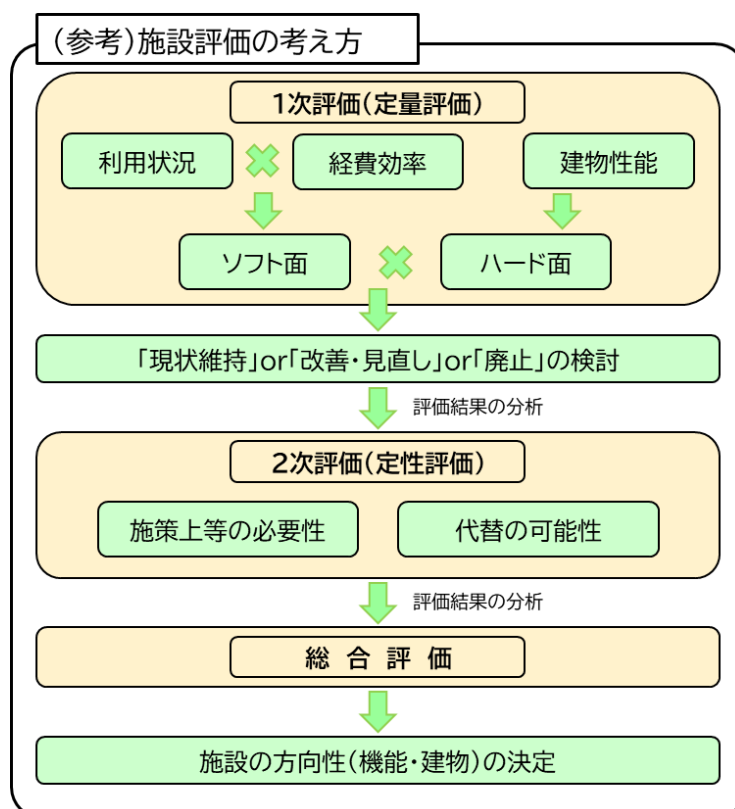 (参考)施設評価の考え方
1次評価(定量評価)
利用状況
経費効率
建物性能
ソフト面
ハード面
「現状維持」or「改善・見直し」or「廃止」の検討
評価結果の分析
2次評価(定性評価)
施策上等の必要性
代替の可能性
評価結果の分析
総 合 評 価
施設の方向性(機能・建物)の決定